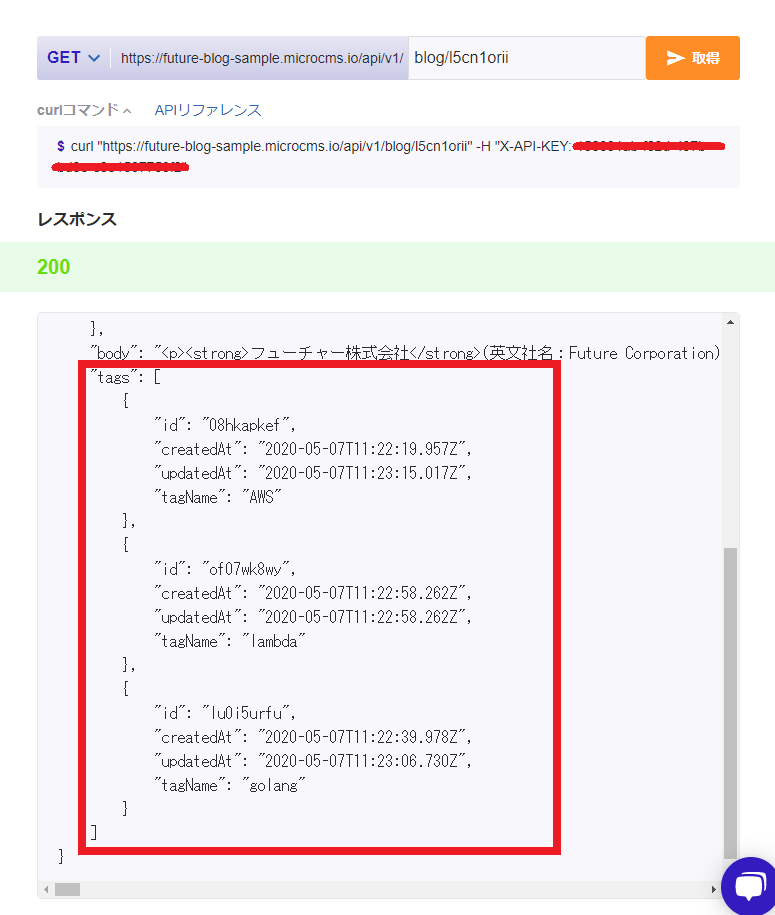 GET https://future-blog-sample.microcms.io/api/v1/ blog/l5cn1orii 取得
curlコマンド APIリファレンス
$ curl "https://future-blog-sample.microcms.io/api/v1/blog/l5cn1orii" -H "X-API-KEY:
レスポンス
200
},
"body": "<p><strong>フューチャー株式会社</strong>(英文社名：Future Corporation)
"tags": [
{
"id": "08hkapkef",
"createdAt": "2020-05-07T11:22:19.957Z",
"updatedAt": "2020-05-07T11:23:15.017Z",
"tagName": "AWS"
},
{
"id": "of07wk8wy",
"createdAt": "2020-05-07T11:22:58.262Z",
"updatedAt": "2020-05-07T11:22:58.262Z",
"tagName": "lambda"
},
{
"id": "lu0i5urfu",
"createdAt": "2020-05-07T11:22:39.978Z",
"updatedAt": "2020-05-07T11:23:06.730Z",
"tagName": "golang"
}
]
}